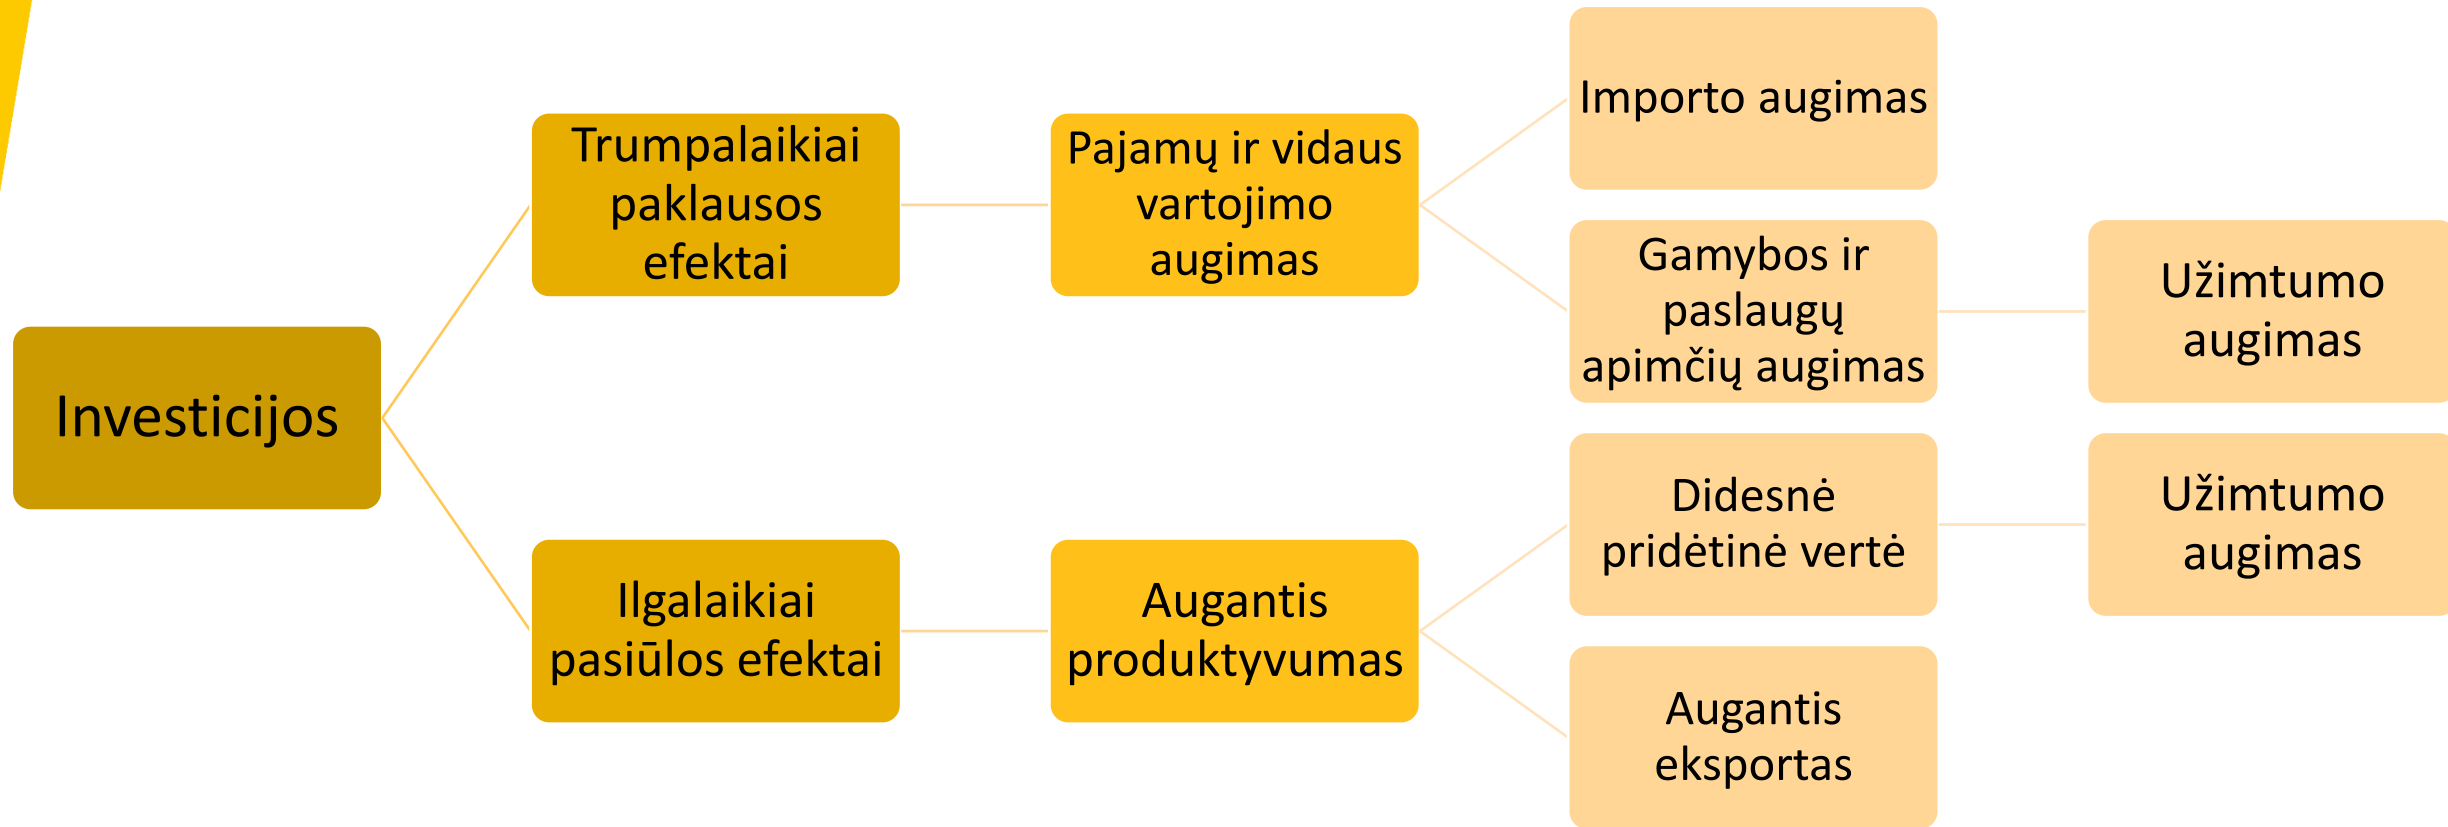 Investicijos
Trumpalaikiai
paklausos
efektai
Pajamų ir vidaus
vartojimo
augimas
Importo augimas
Gamybos ir
paslaugų
apimčių augimas
Užimtumo
augimas
Ilgalaikiai
pasiūlos efektai
Augantis
produktyvumas
Didesnė
pridėtinė vertė
Užimtumo
augimas
Augantis
eksportas